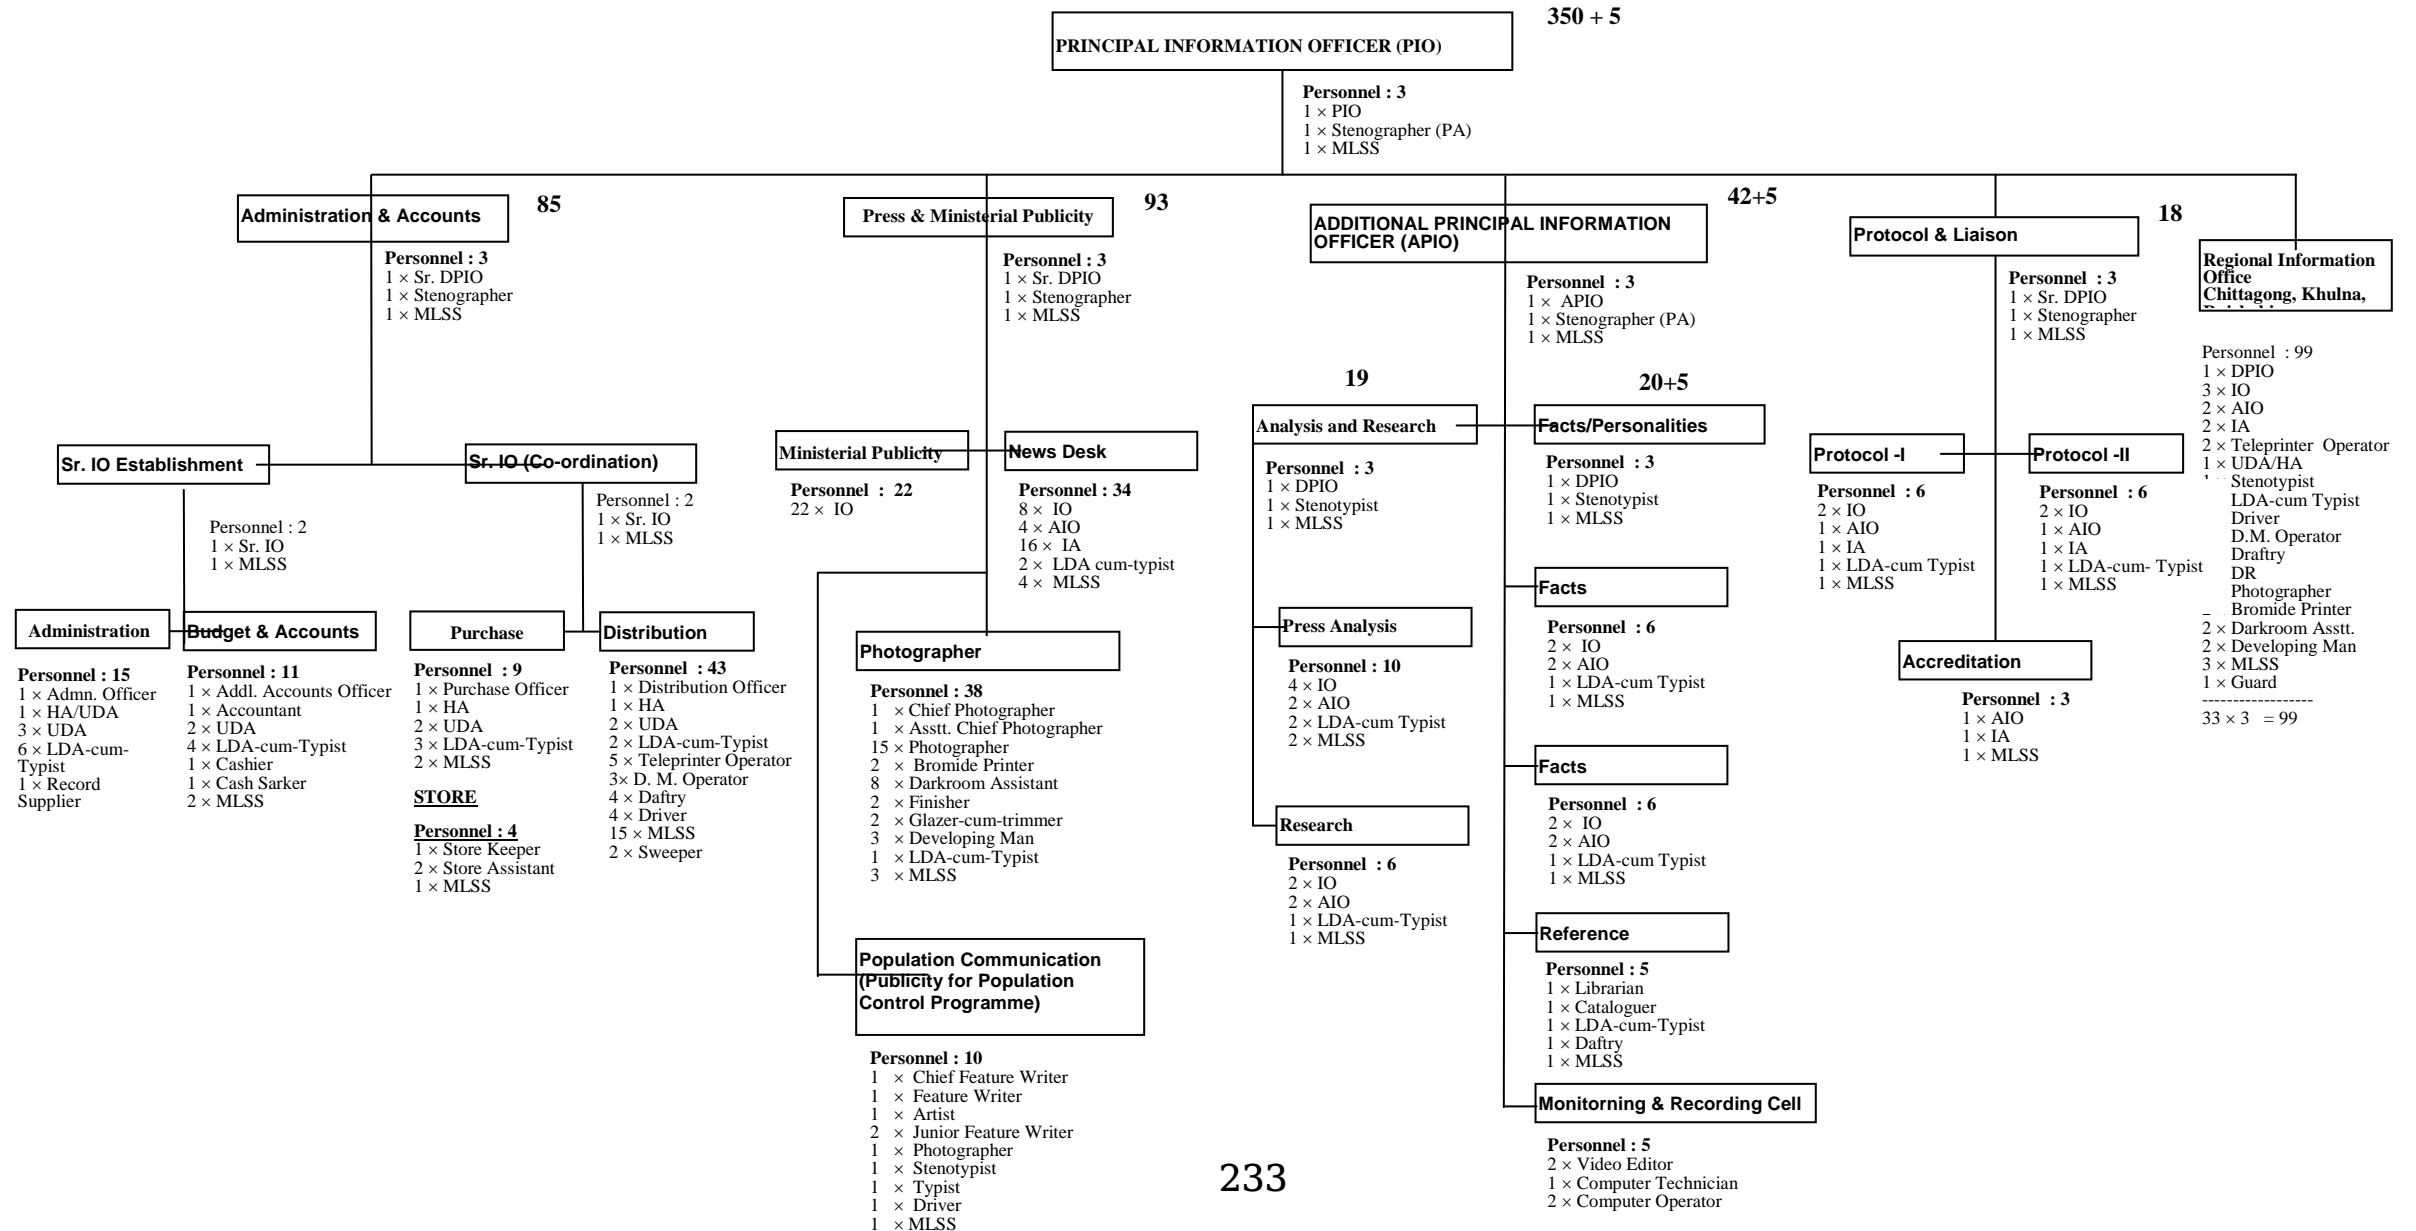 350 + 5
PRINCIPAL INFORMATION OFFICER (PIO)
Personnel : 3
1 × PIO
1 × Stenographer (PA)
1 × MLSS
Administration & Accounts
85
Personnel : 3
1 × Sr. DPIO
1 × Stenographer
1 × MLSS
Sr. IO Establishment
Personnel : 2
1 × Sr. IO
1 × MLSS
Administration
Personnel : 15
1 × Admn. Officer
1 × HA/UDA
3 × UDA
6 × LDA-cum-
Typist
1 × Record
Supplier
Budget & Accounts
Personnel : 11
1 × Addl. Accounts Officer
1 × Accountant
2 × UDA
4 × LDA-cum-Typist
1 × Cashier
1 × Cash Sarker
2 × MLSS
Sr. IO (Co-ordination)
Personnel : 2
1 × Sr. IO
1 × MLSS
Purchase
Personnel : 9
1 × Purchase Officer
1 × HA
2 × UDA
3 × LDA-cum-Typist
2 × MLSS
STORE
Personnel : 4
1 × Store Keeper
2 × Store Assistant
1 × MLSS
Distribution
Personnel : 43
1 × Distribution Officer
1 × HA
2 × UDA
2 × LDA-cum-Typist
5 × Teleprinter Operator
3× D. M. Operator
4 × Daftry
4 × Driver
15 × MLSS
2 × Sweeper
Press & Ministerial Publicity
93
Personnel : 3
1 × Sr. DPIO
1 × Stenographer
1 × MLSS
Ministerial Publicity
Personnel : 22
22 × IO
News Desk
Personnel : 34
8 × IO
4 × AIO
16 × IA
2 × LDA cum-typist
4 × MLSS
Photographer
Personnel : 38
1 × Chief Photographer
1 × Asstt. Chief Photographer
15 × Photographer
2 × Bromide Printer
8 × Darkroom Assistant
2 × Finisher
2 × Glazer-cum-trimmer
3 × Developing Man
1 × LDA-cum-Typist
3 × MLSS
Population Communication
(Publicity for Population
Control Programme)
Personnel : 10
1 × Chief Feature Writer
1 × Feature Writer
1 × Artist
2 × Junior Feature Writer
1 × Photographer
1 × Stenotypist
1 × Typist
1 × Driver
1 × MLSS
42+5
ADDITIONAL PRINCIPAL INFORMATION
OFFICER (APIO)
Personnel : 3
1 × APIO
1 × Stenographer (PA)
1 × MLSS
19
Analysis and Research
Personnel : 3
1 × DPIO
1 × Stenotypist
1 × MLSS
Press Analysis
Personnel : 10
4 × IO
2 × AIO
2 × LDA-cum Typist
2 × MLSS
Research
Personnel : 6
2 × IO
2 × AIO
1 × LDA-cum-Typist
1 × MLSS
20+5
Facts/Personalities
Personnel : 3
1 × DPIO
1 × Stenotypist
1 × MLSS
Facts
Personnel : 6
2 × IO
2 × AIO
1 × LDA-cum Typist
1 × MLSS
Facts
Personnel : 6
2 × IO
2 × AIO
1 × LDA-cum Typist
1 × MLSS
Reference
Personnel : 5
1 × Librarian
1 × Cataloguer
1 × LDA-cum-Typist
1 × Daftry
1 × MLSS
Monitorning & Recording Cell
Personnel : 5
2 × Video Editor
1 × Computer Technician
2 × Computer Operator
18
Protocol & Liaison
Personnel : 3
1 × Sr. DPIO
1 × Stenographer
1 × MLSS
Protocol -I
Personnel : 6
2 × IO
1 × AIO
1 × IA
1 × LDA-cum Typist
1 × MLSS
Protocol -II
Personnel : 6
2 × IO
1 × AIO
1 × IA
1 × LDA-cum- Typist
1 × MLSS
Accreditation
Personnel : 3
1 × AIO
1 × IA
1 × MLSS
Regional Information
Office
Chittagong, Khulna,
Personnel : 99
1 × DPIO
3 × IO
2 × AIO
2 × IA
2 × Teleprinter Operator
1 × UDA/HA
Stenotypist
LDA-cum Typist
Driver
D.M. Operator
Draftry
DR
Photographer
Bromide Printer
2 × Darkroom Asstt.
2 × Developing Man
3 × MLSS
1 × Guard
-------------------
33 × 3 = 99
233